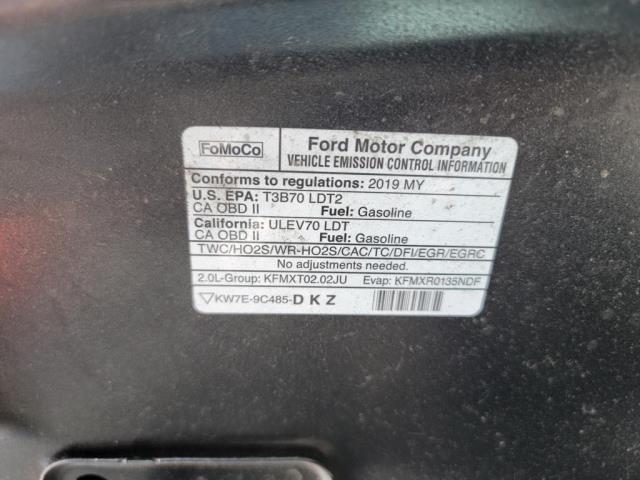 FoMoCo
Ford Motor Company
VEHICLE EMISSION CONTROL INFORMATION
Conforms to regulations: 2019 MY
U.S. EPA: T3B70 LDT2
CA OBD II Fuel: Gasoline
California: ULEV70 LDT
CA OBD II Fuel: Gasoline
TWC/HO2S/WR-HO2S/CAC/TC/DFI/EGR/EGRC
No adjustments needed.
2.0L-Group: KFMXT02.02JU Evap: KFMXR0135NDF
KW7E-9C485-D K Z